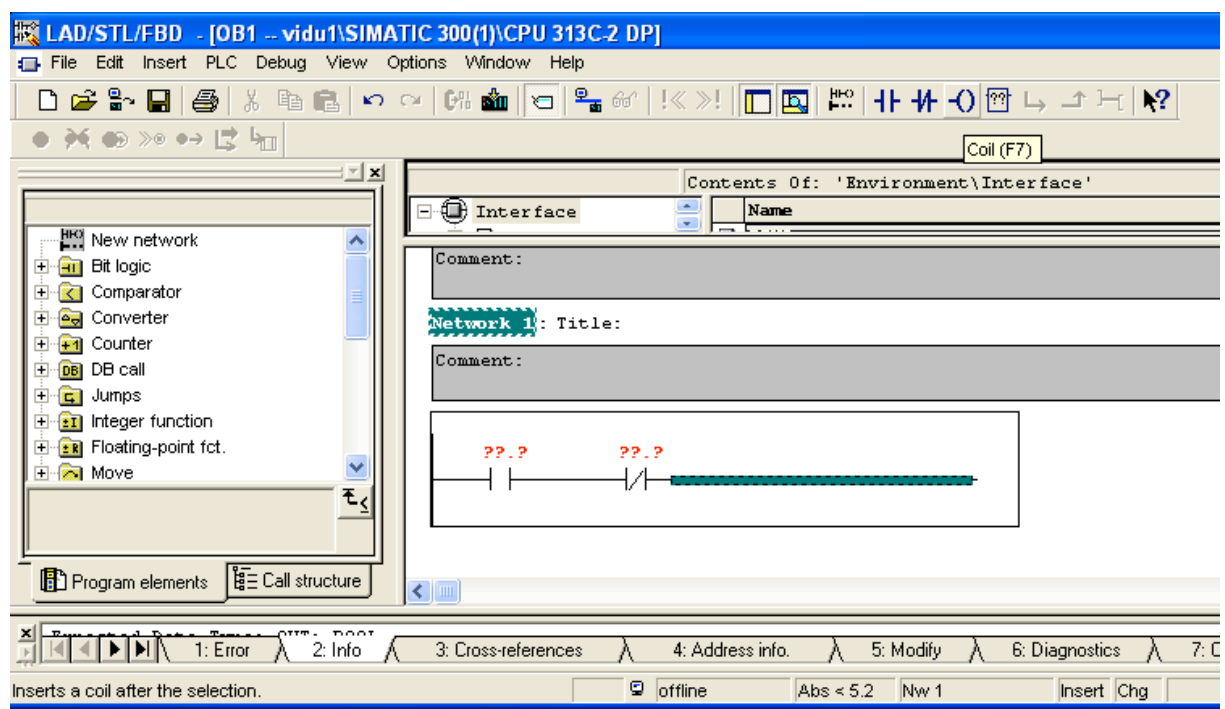 LAD/STL/FBD - [OB1 -- vidu1\SIMATIC 300(1)\CPU 313C-2 DP]
File Edit Insert PLC Debug View Options Window Help
Coil (F7)
Contents Of: 'Environment\Interface'
Interface
Name
New network
Bit logic
Comparator
Converter
Counter
DB call
Jumps
Integer function
Floating-point fct.
Move
Program elements
Call structure
Comment:
Network 1: Title:
Comment:
??.? ??.?
1: Error 2: Info 3: Cross-references 4: Address info. 5: Modify 6: Diagnostics
Inserts a coil after the selection. offline Abs < 5.2 Nw 1 Insert Chg